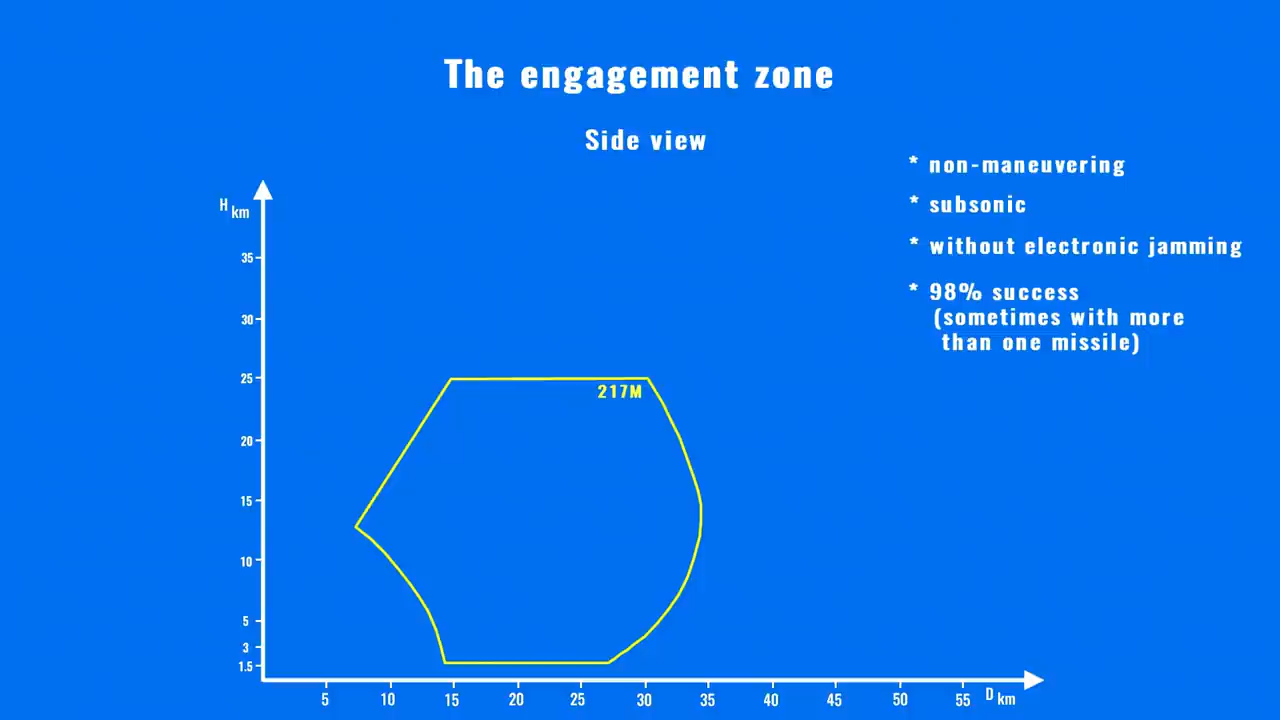 The engagement zone
Side view
* non-maneuvering
* subsonic
* without electronic jamming
* 98% success
(sometimes with more
than one missile)
H km
35
30
25
20
15
10
5
3
1.5
217M
5 10 15 20 25 30 35 40 45 50 55 D km